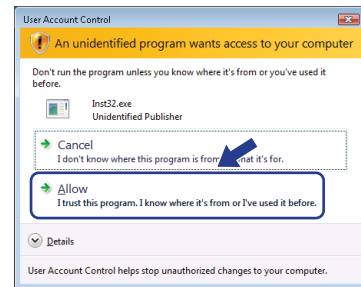 User Account Control
An unidentified program wants access to your computer
Don't run the program unless you know where it's from or you've used it
before.
Inst32.exe
Unidentified Publisher
Cancel
I don't know where this program is from at it's for.
Allow
I trust this program. I know where it's from or I've used it before.
Details
User Account Control helps stop unauthorized changes to your computer.